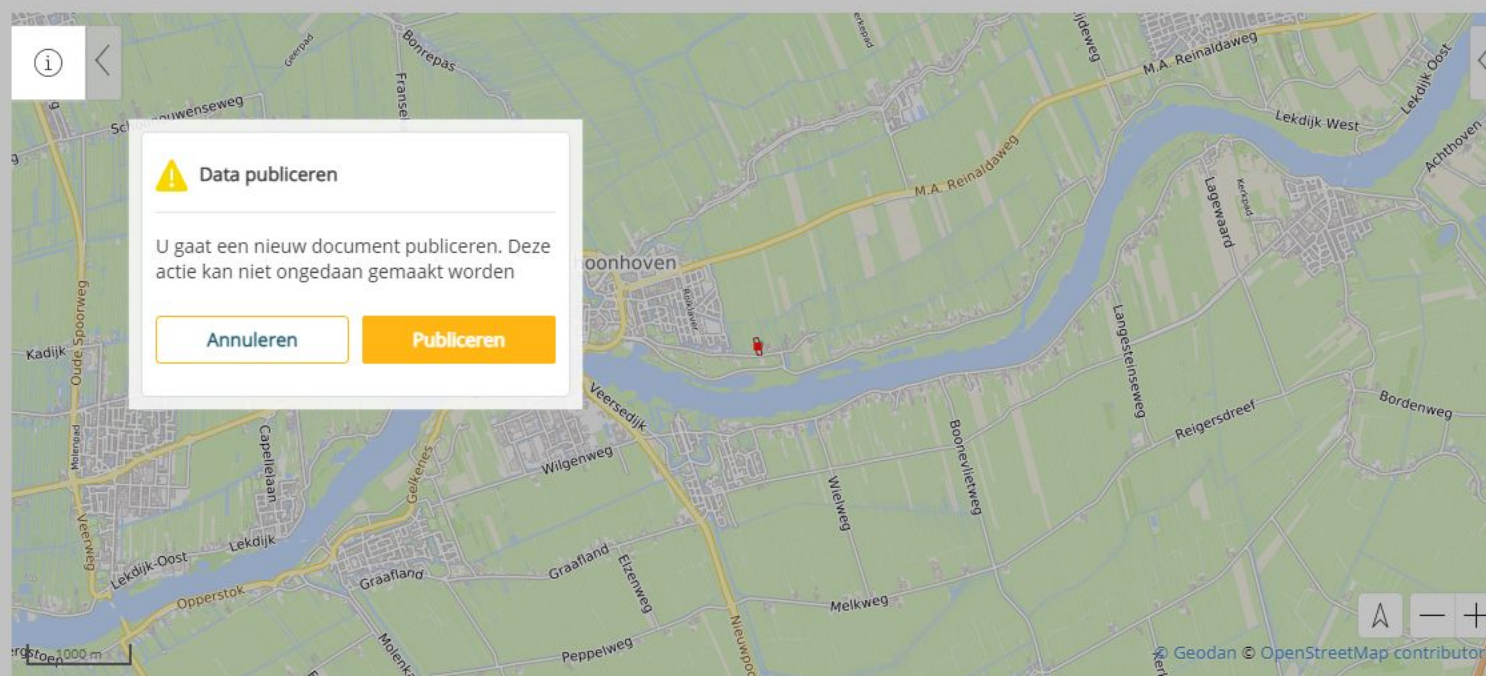 Data publiceren
U gaat een nieuw document publiceren. Deze
actie kan niet ongedaan gemaakt worden
Annuleren
Publiceren
Bonrepas
M.A. Reinaldaweg
Lekdijk Oost
Lekdijk West
Achthoven
M.A. Reinaldaweg
Kerkpad
Lagewaard
oonhoven
Rolklaver
Oude Spoorweg
Kadijk
Langesteinseweg
Veersedijk
Bordenweg
Reigersdreef
Molenpad
Capellelaan
Boonevlietweg
Wilgenweg
Gelkenes
Wielweg
Veerweg
Lekdijk
Lekdijk-Oost
Graafland
Graafland
Elzenweg
Opperstok
Melkweg
Peppelweg
1000 m
© Geodan © OpenStreetMap contributor